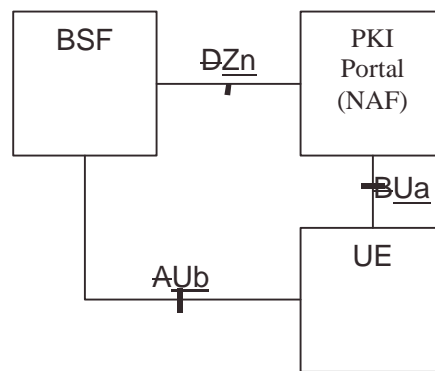 BSF
PKI
Portal
(NAF)
DZn
BUa
UE
AUb